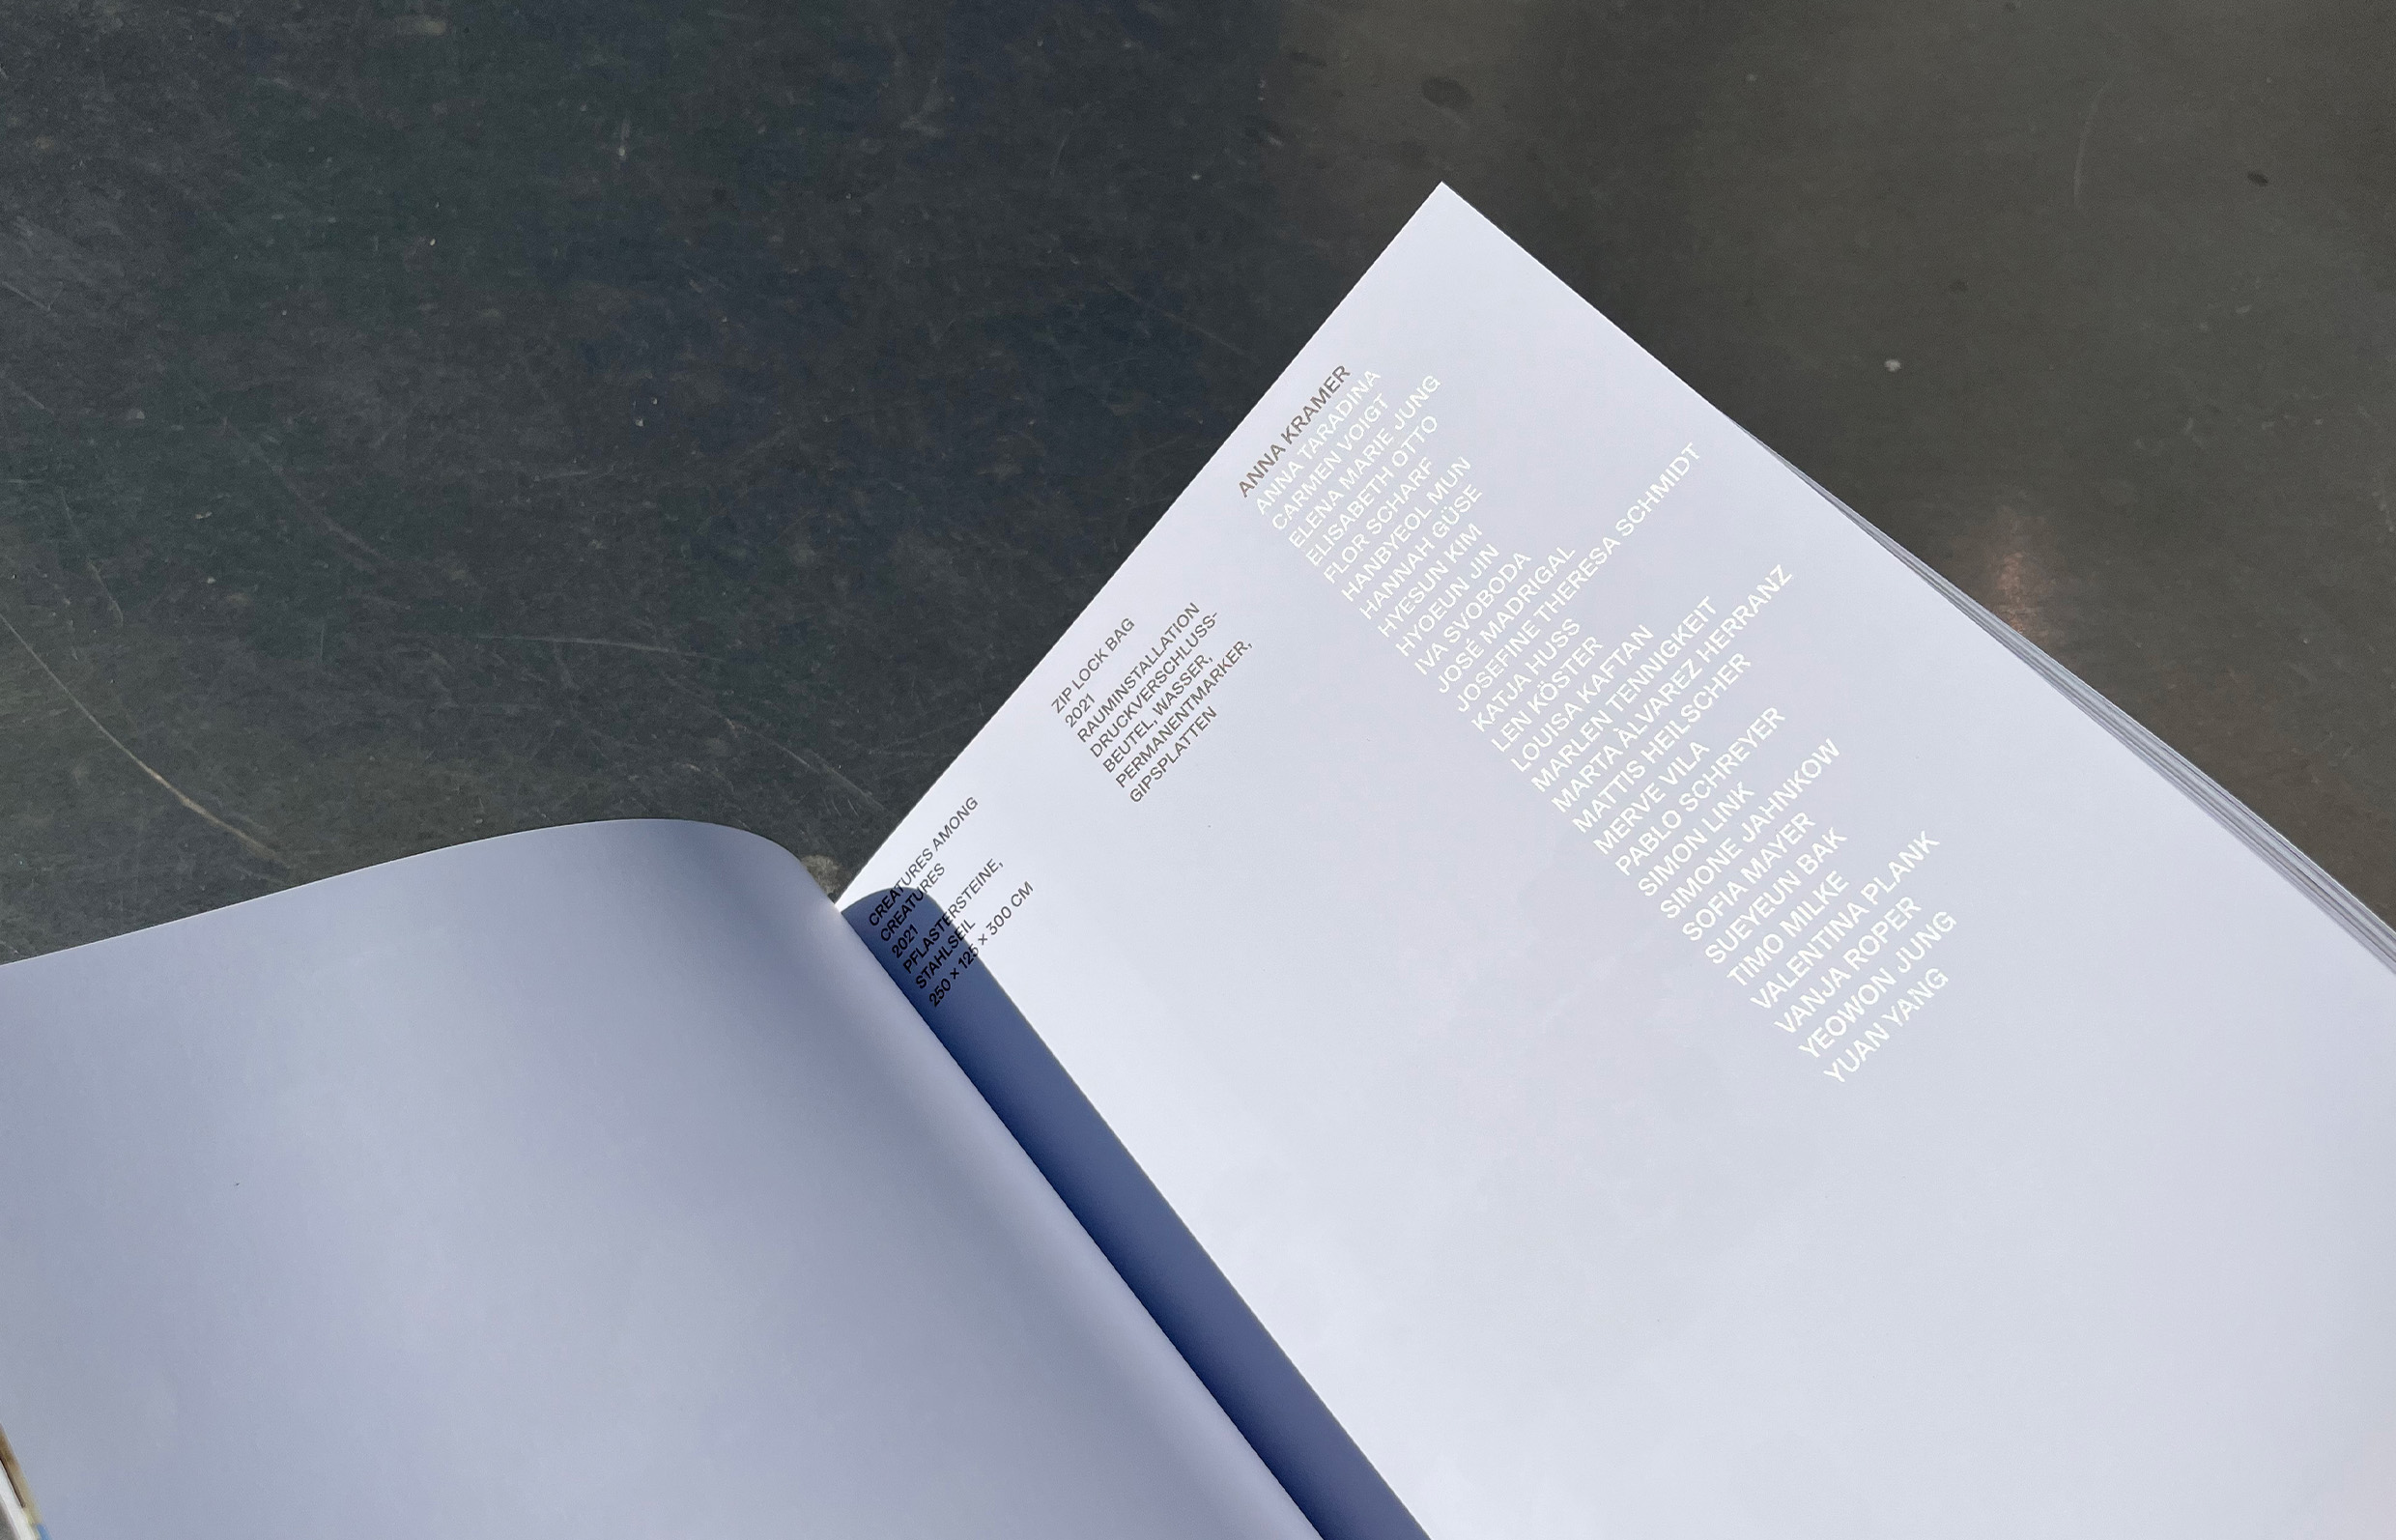 CREATURES AMONG
CREATURES
2021
PFLASTERSTEINE,
STAHLSEIL
250 × 125 × 300 CM
ZIP LOCK BAG
2021
RAUMINSTALLATION
DRUCKVERSCHLUSS-
BEUTEL, WASSER,
PERMANENTMARKER,
GIPSPLATTEN
ANNA KRAMER
ANNA TARADINA
CARMEN VOIGT
ELENA MARIE JUNG
ELISABETH OTTO
FLOR SCHARF
HANBYEOL MUN
HANNAH GÜSE
HYESUN KIM
HYOEUN JIN
IVA SVOBODA
JOSÉ MADRIGAL
JOSEFINE THERESA SCHMIDT
KATJA HUSS
LEN KÖSTER
LOUISA KAFTAN
MARLEN TENNIGKEIT
MARTA ÀLVAREZ HERRANZ
MATTIS HEILSCHER
MERVE VILA
PABLO SCHREYER
SIMON LINK
SIMONE JAHNKOW
SOFIA MAYER
SUEYEUN BAK
TIMO MILKE
VALENTINA PLANK
VANJA ROPER
YEOWON JUNG
YUAN YANG